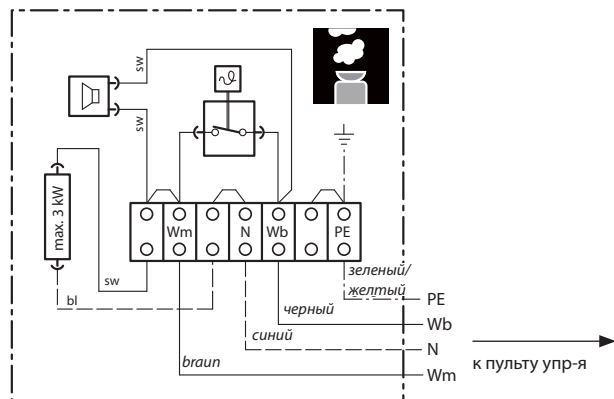 sw
sw
max. 3 kW
Wm
N
Wb
PE
sw
bl
зеленый/
желтый
PE
черный
Wb
синий
N
к пульту упр-я
braun
Wm